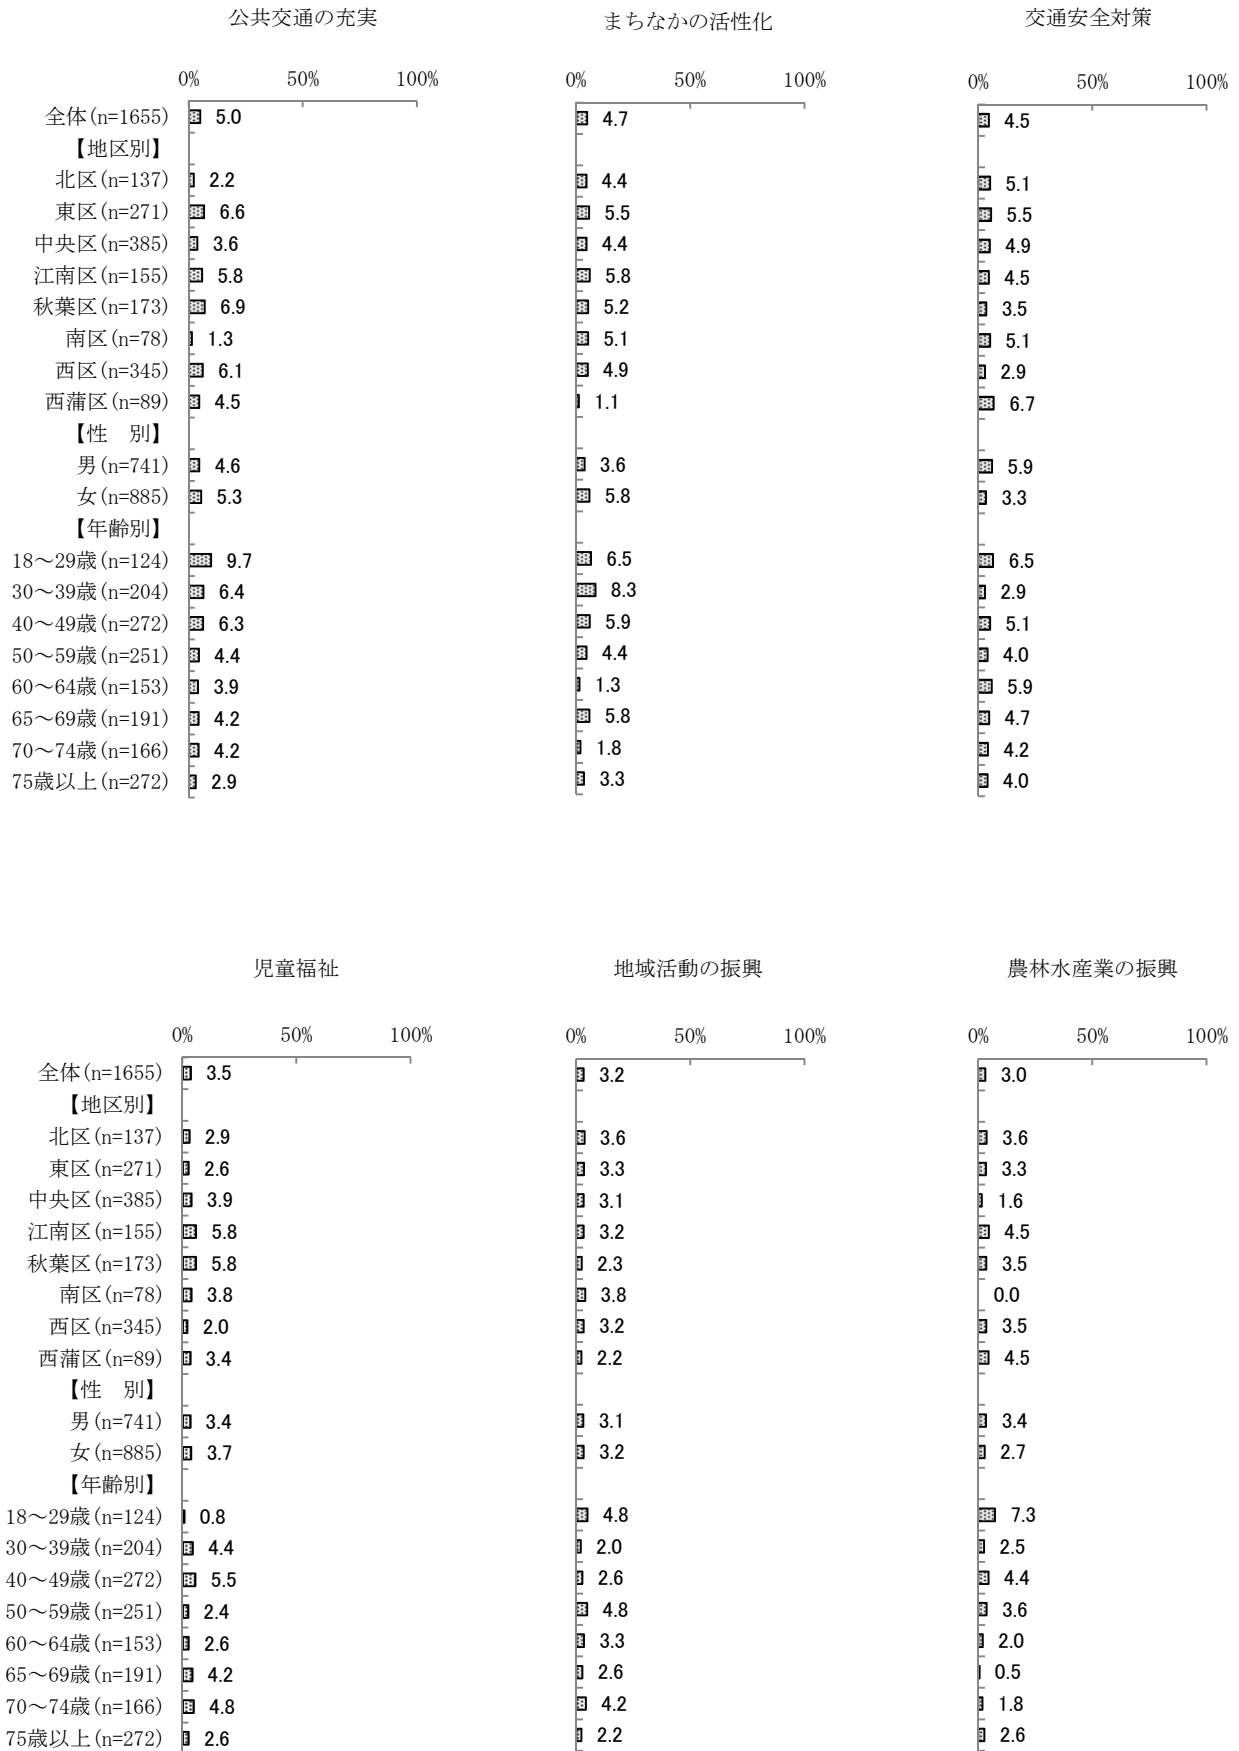 公共交通の充実 まちなかの活性化 交通安全対策
0% 50% 100% 0% 50% 100% 0% 50% 100%
全体(n=1655) 5.0 4.7 4.5
【地区別】
北区(n=137) 2.2 4.4 5.1
東区(n=271) 6.6 5.5 5.5
中央区(n=385) 3.6 4.4 4.9
江南区(n=155) 5.8 5.8 4.5
秋葉区(n=173) 6.9 5.2 3.5
南区(n=78) 1.3 5.1 5.1
西区(n=345) 6.1 4.9 2.9
西蒲区(n=89) 4.5 1.1 6.7
【性　別】
男(n=741) 4.6 3.6 5.9
女(n=885) 5.3 5.8 3.3
【年齢別】
18～29歳(n=124) 9.7 6.5 6.5
30～39歳(n=204) 6.4 8.3 2.9
40～49歳(n=272) 6.3 5.9 5.1
50～59歳(n=251) 4.4 4.4 4.0
60～64歳(n=153) 3.9 1.3 5.9
65～69歳(n=191) 4.2 5.8 4.7
70～74歳(n=166) 4.2 1.8 4.2
75歳以上(n=272) 2.9 3.3 4.0
児童福祉 地域活動の振興 農林水産業の振興
0% 50% 100% 0% 50% 100% 0% 50% 100%
全体(n=1655) 3.5 3.2 3.0
【地区別】
北区(n=137) 2.9 3.6 3.6
東区(n=271) 2.6 3.3 3.3
中央区(n=385) 3.9 3.1 1.6
江南区(n=155) 5.8 3.2 4.5
秋葉区(n=173) 5.8 2.3 3.5
南区(n=78) 3.8 3.8 0.0
西区(n=345) 2.0 3.2 3.5
西蒲区(n=89) 3.4 2.2 4.5
【性　別】
男(n=741) 3.4 3.1 3.4
女(n=885) 3.7 3.2 2.7
【年齢別】
18～29歳(n=124) 0.8 4.8 7.3
30～39歳(n=204) 4.4 2.0 2.5
40～49歳(n=272) 5.5 2.6 4.4
50～59歳(n=251) 2.4 4.8 3.6
60～64歳(n=153) 2.6 3.3 2.0
65～69歳(n=191) 4.2 2.6 0.5
70～74歳(n=166) 4.8 4.2 1.8
75歳以上(n=272) 2.6 2.2 2.6